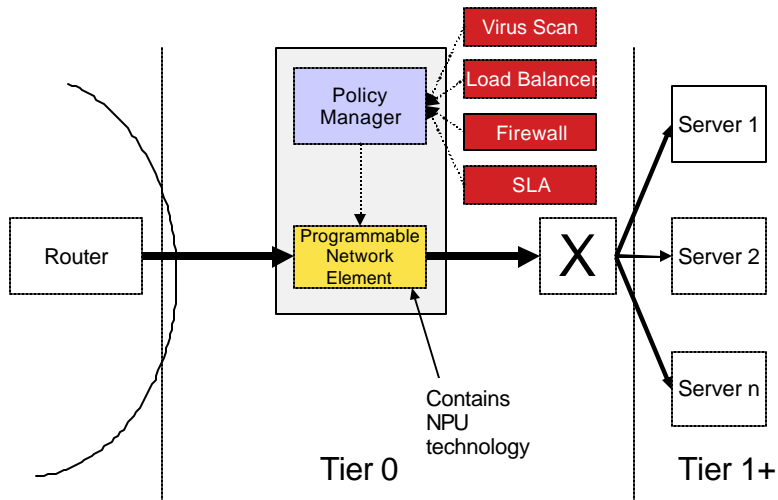 Virus Scan
Load Balancer
Policy
Manager
Firewall
SLA
Server 1
Router
Programmable
Network
Element
X
Server 2
Server n
Contains
NPU
technology
Tier 0
Tier 1+